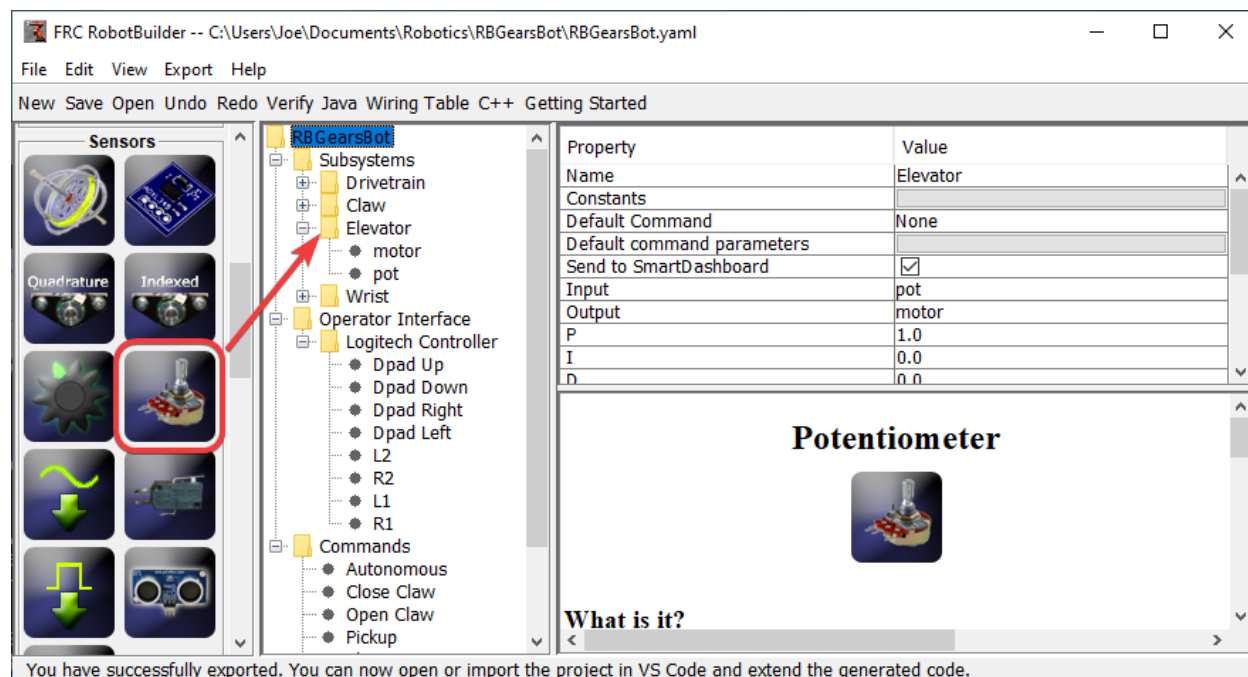 FRC RobotBuilder -- C:\Users\Joe\Documents\Robotics\RBGearsBot\RBGearsBot.yaml
File Edit View Export Help
New Save Open Undo Redo Verify Java Wiring Table C++ Getting Started
Sensors
Quadrature Indexed
RBGearsBot
Subsystems
Drivetrain
Claw
Elevator
motor
pot
Wrist
Operator Interface
Logitech Controller
Dpad Up
Dpad Down
Dpad Right
Dpad Left
L2
R2
L1
R1
Commands
Autonomous
Close Claw
Open Claw
Pickup
Property Value
Name Elevator
Constants
Default Command None
Default command parameters
Send to SmartDashboard
Input pot
Output motor
P 1.0
I 0.0
D 0.0
Potentiometer
What is it?
You have successfully exported. You can now open or import the project in VS Code and extend the generated code.